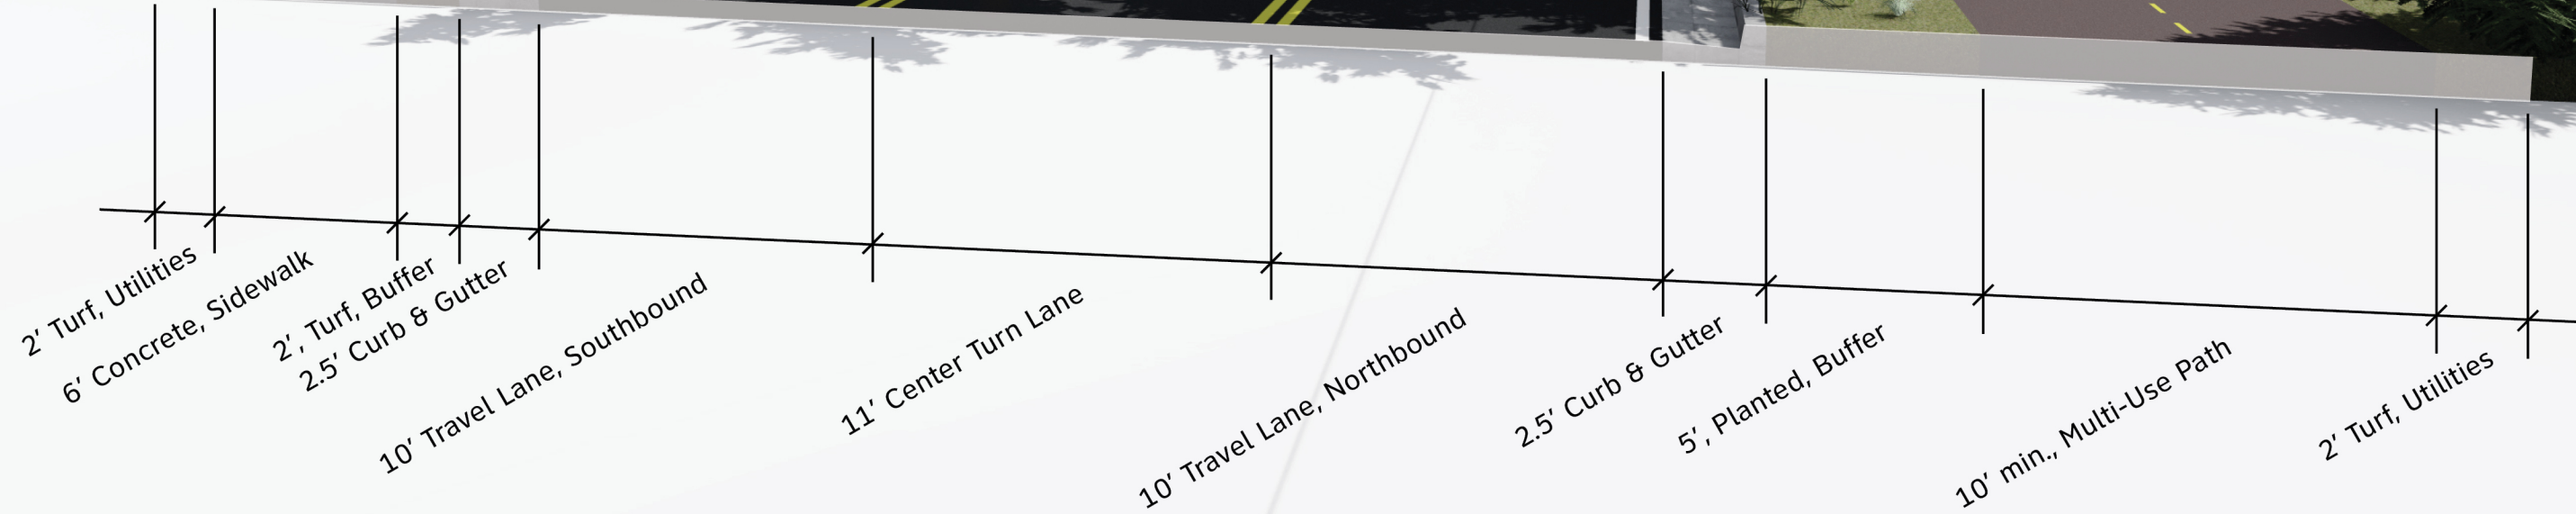 2' Turf, Utilities
6' Concrete, Sidewalk
2', Turf, Buffer
2.5' Curb & Gutter
10' Travel Lane, Southbound
11' Center Turn Lane
10' Travel Lane, Northbound
2.5' Curb & Gutter
5', Planted, Buffer
10' min., Multi-Use Path
2' Turf, Utilities